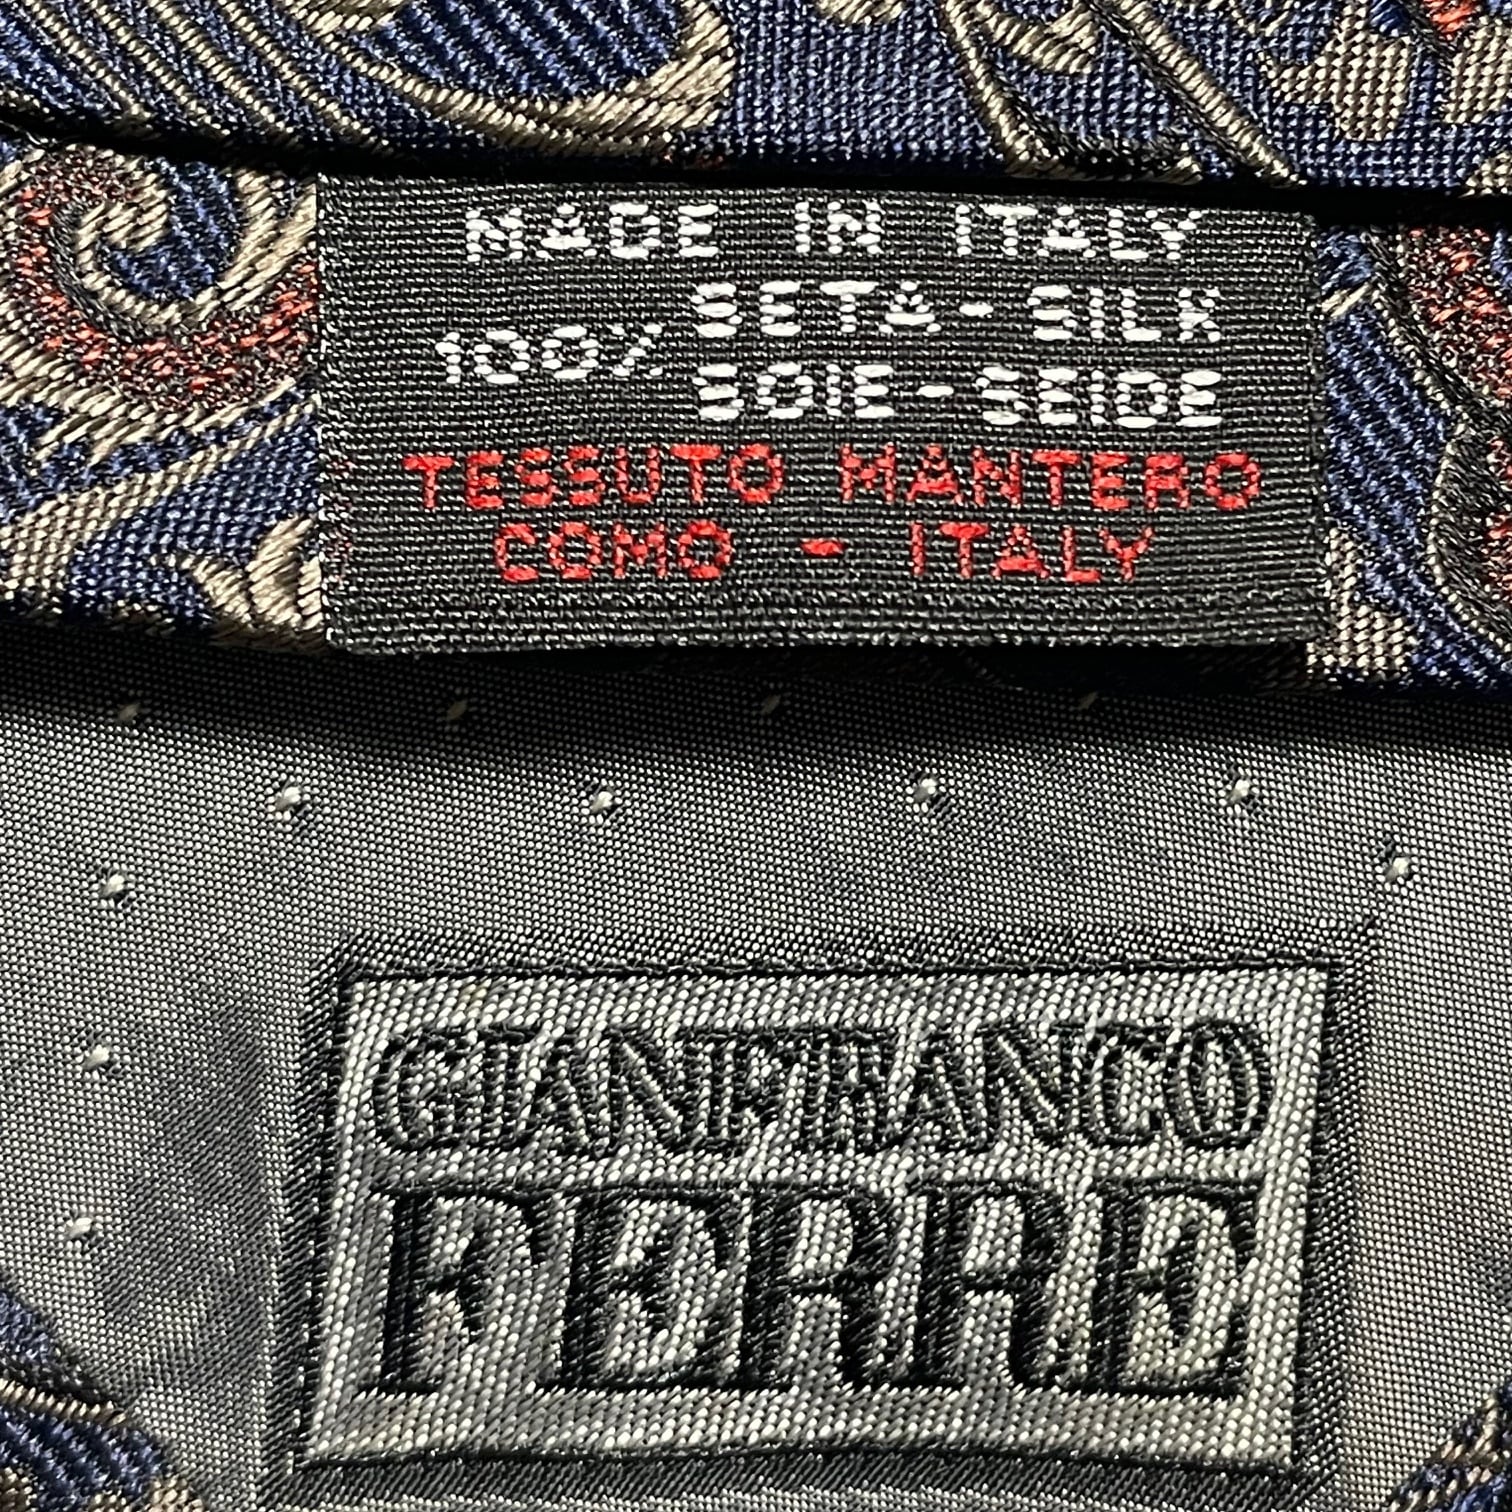 MADE IN ITALY
100% SETA-SILK
SOIE-SEIDE
TESSUTO MANTERO
COMO - ITALY
GIANFRANCO
FERRE